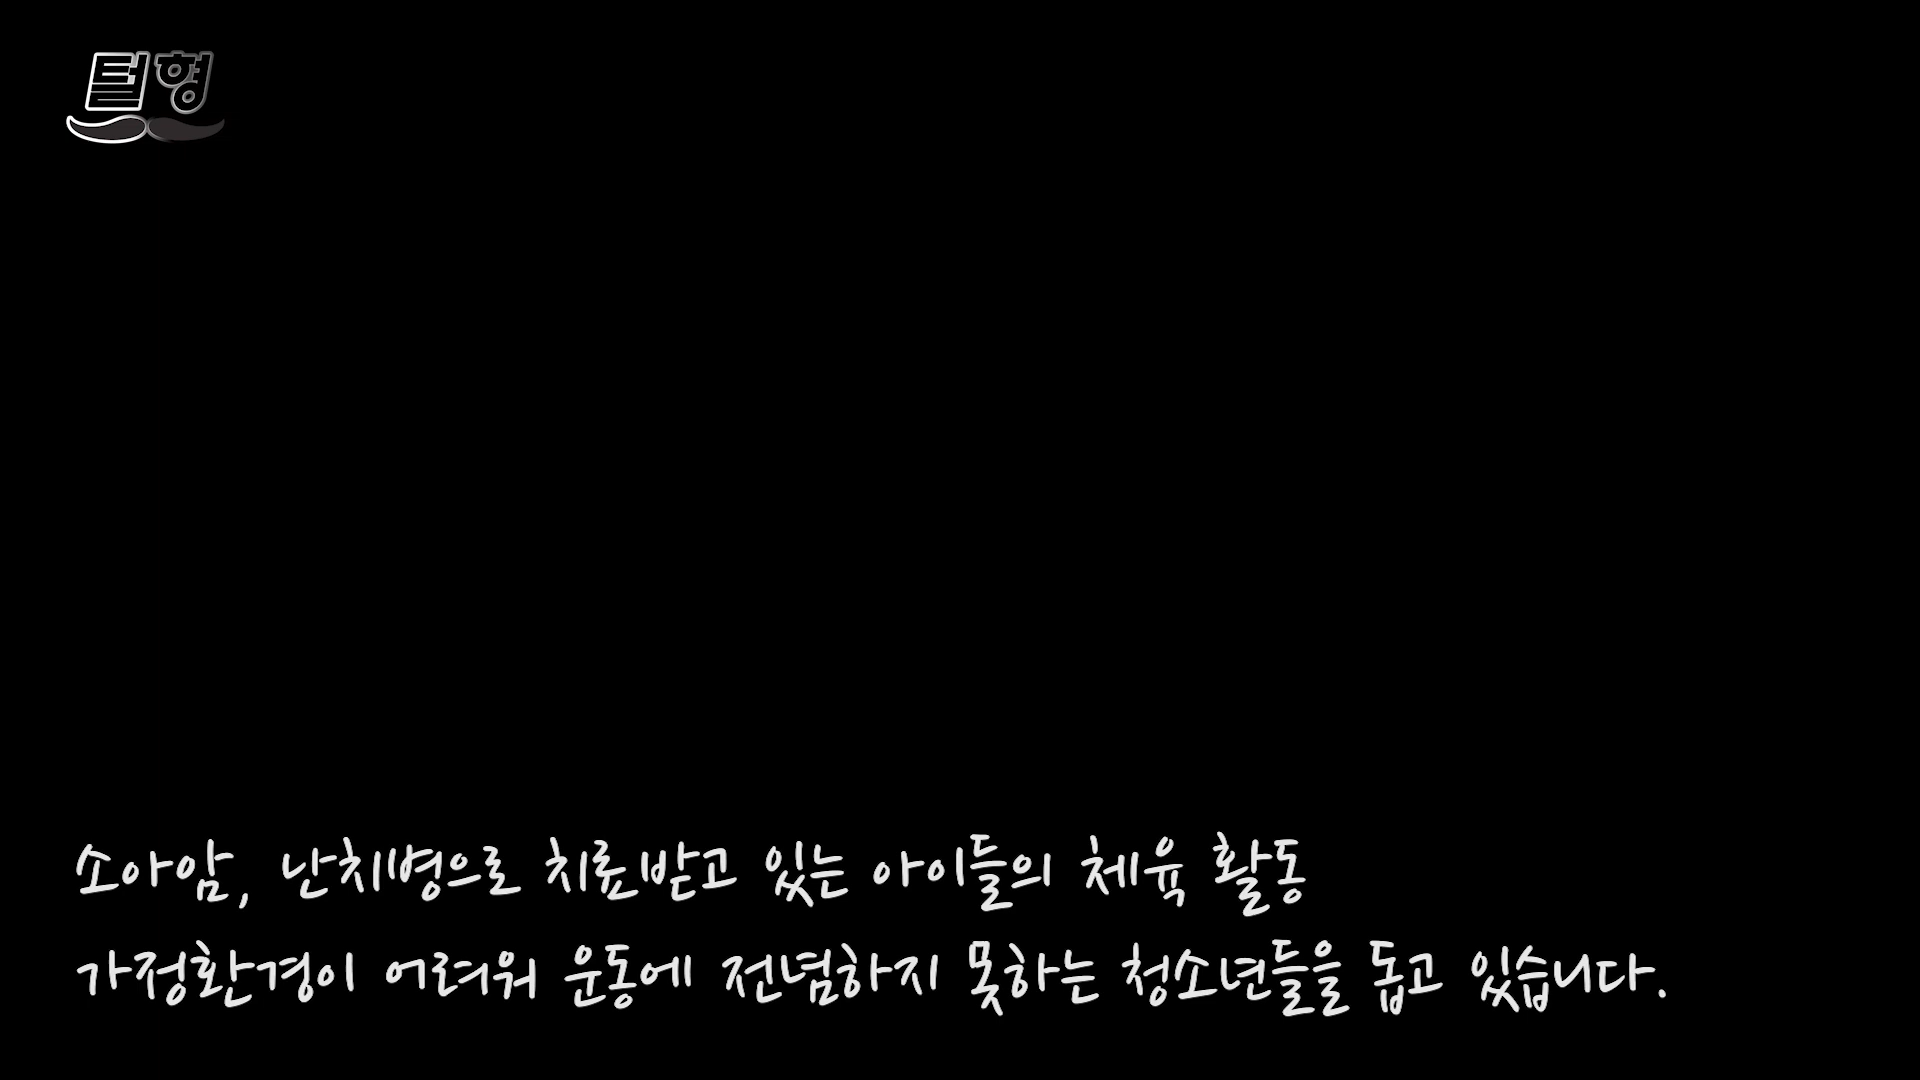 털형
소아암, 난치병으로 치료받고 있는 아이들의 체육 활동
가정환경이 어려워 운동에 전념하지 못하는 청소년들을 돕고 있습니다.